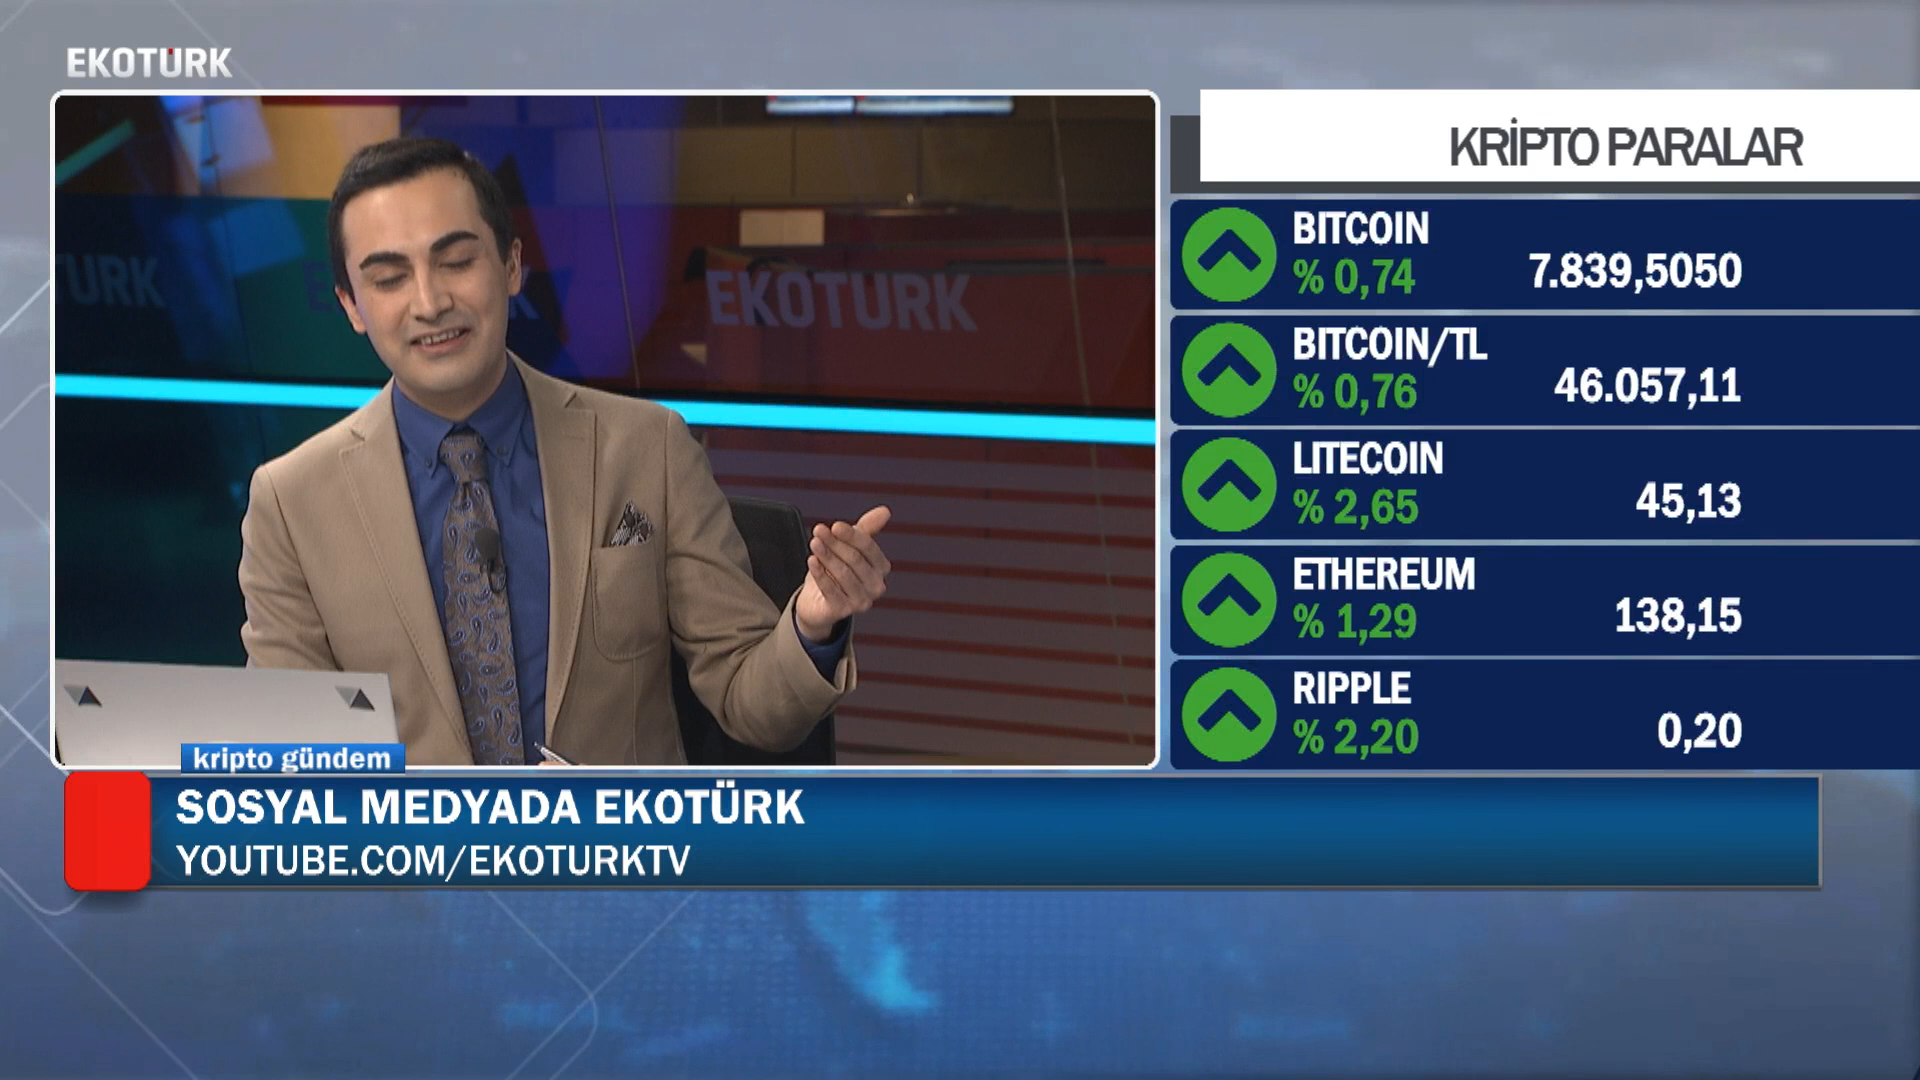 EKOTÜRK
TURK
EKOTURK
KRİPTO PARALAR
BITCOIN
% 0,74
7.839,5050
BITCOIN/TL
% 0,76
46.057,11
LITECOIN
% 2,65
45,13
ETHEREUM
% 1,29
138,15
RIPPLE
% 2,20
0,20
kripto gündem
SOSYAL MEDYADA EKOTÜRK
YOUTUBE.COM/EKOTURKTV